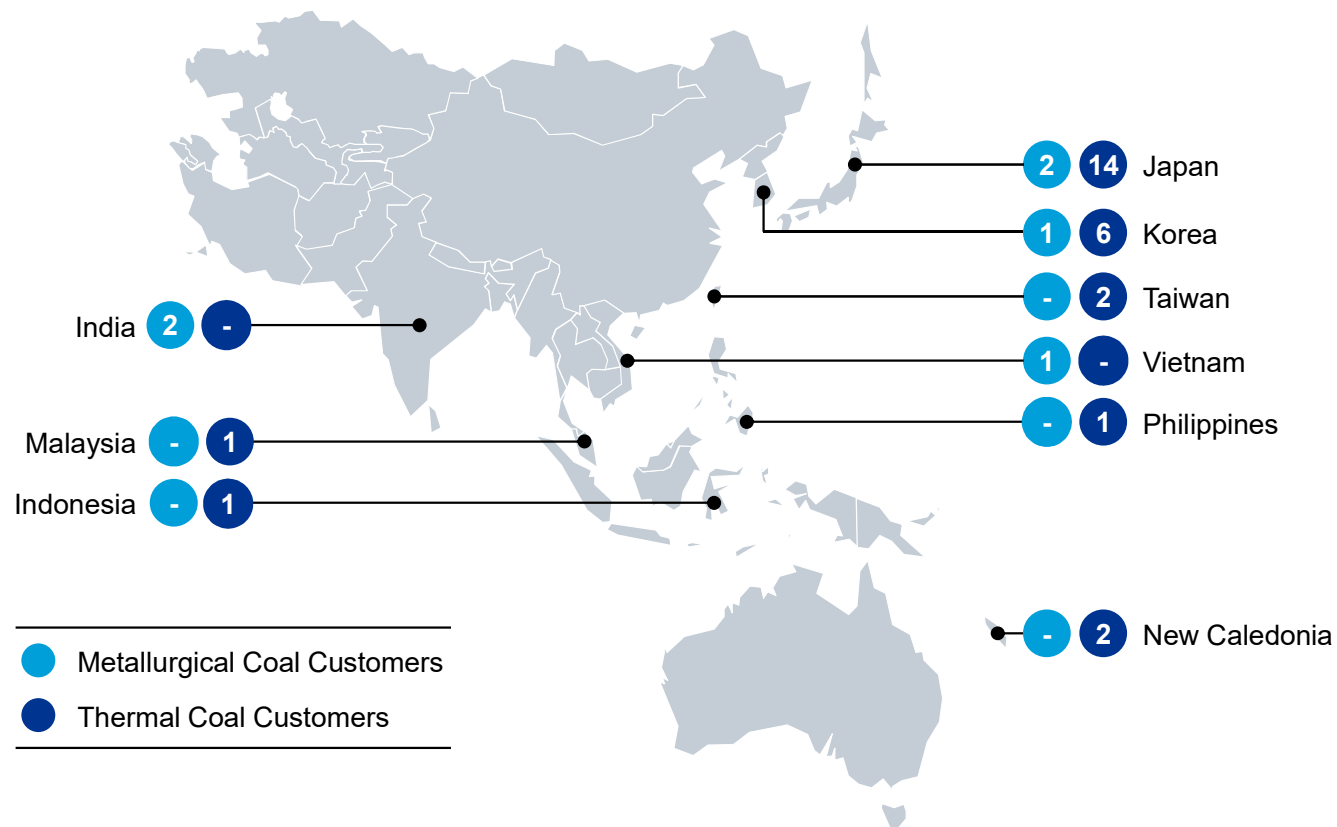 2 14 Japan
1 6 Korea
- 2 Taiwan
India 2 -
1 - Vietnam
- 1 Philippines
Malaysia - 1
Indonesia - 1
- 2 New Caledonia
Metallurgical Coal Customers
Thermal Coal Customers